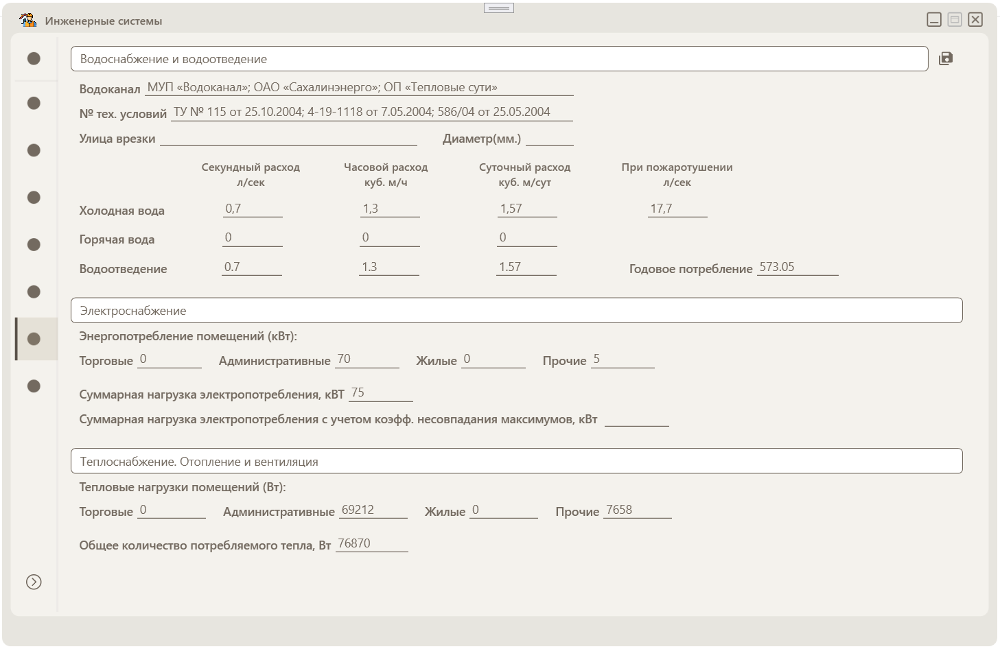 Инженерные системы
Водоснабжение и водоотведение
Водоканал МУП «Водоканал»; ОАО «Сахалинэнерго»; ОП «Тепловые сути»
№ тех. условий ТУ № 115 от 25.10.2004; 4-19-1118 от 7.05.2004; 586/04 от 25.05.2004
Улица врезки Диаметр(мм.)
Секундный расход Часовой расход Суточный расход При пожаротушении
л/сек куб. м/ч куб. м/сут л/сек
Холодная вода 0,7 1,3 1,57 17,7
Горячая вода 0 0 0
Водоотведение 0.7 1.3 1.57 Годовое потребление 573.05
Электроснабжение
Энергопотребление помещений (кВт):
Торговые 0 Административные 70 Жилые 0 Прочие 5
Суммарная нагрузка электропотребления, кВТ 75
Суммарная нагрузка электропотребления с учетом коэфф. несовпадания максимумов, кВт
Теплоснабжение. Отопление и вентиляция
Тепловые нагрузки помещений (Вт):
Торговые 0 Административные 69212 Жилые 0 Прочие 7658
Общее количество потребляемого тепла, Вт 76870